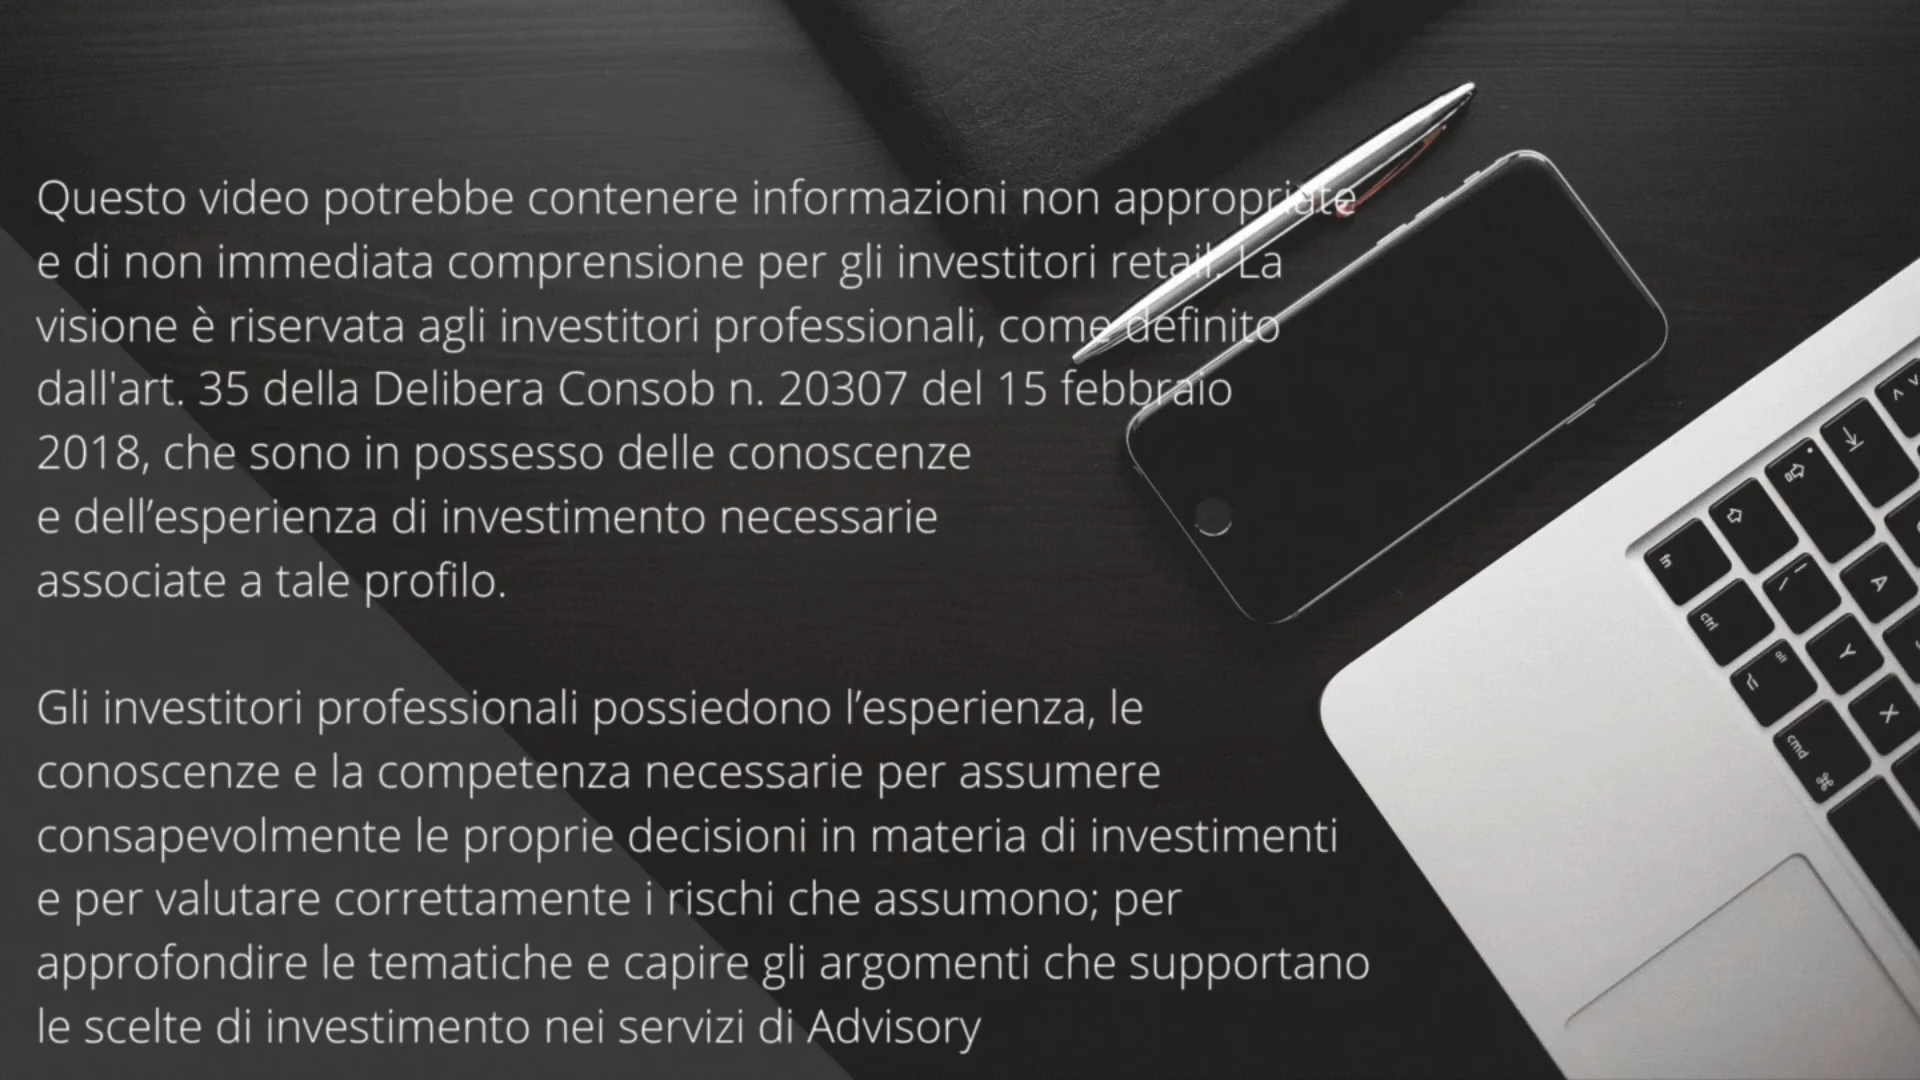 Questo video potrebbe contenere informazioni non appropriate
e di non immediata comprensione per gli investitori retail. La
visione è riservata agli investitori professionali, come definito
dall'art. 35 della Delibera Consob n. 20307 del 15 febbraio
2018, che sono in possesso delle conoscenze
e dell’esperienza di investimento necessarie
associate a tale profilo.
Gli investitori professionali possiedono l’esperienza, le
conoscenze e la competenza necessarie per assumere
consapevolmente le proprie decisioni in materia di investimenti
e per valutare correttamente i rischi che assumono; per
approfondire le tematiche e capire gli argomenti che supportano
le scelte di investimento nei servizi di Advisory
fn
ctrl
A
alt
Y
cmd ⌘
X